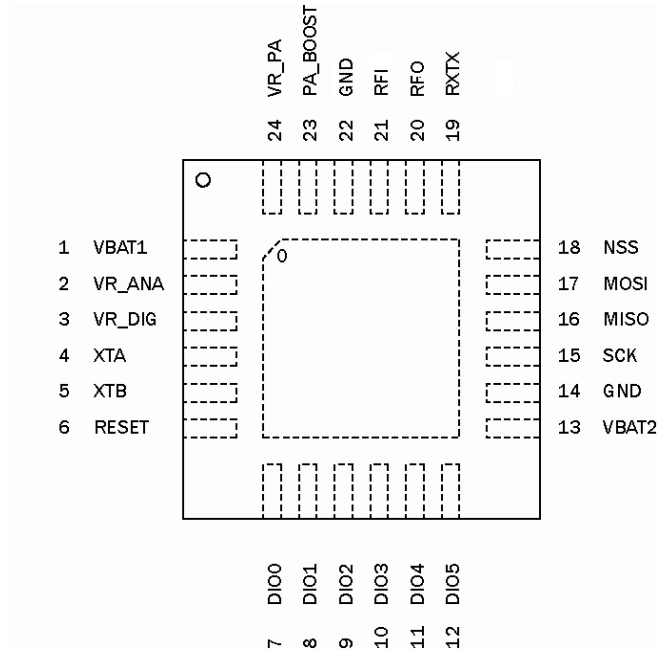 24 VR_PA
23 PA_BOOST
22 GND
21 RFI
20 RFO
19 RXTX
0
1 VBAT1
2 VR_ANA
3 VR_DIG
4 XTA
5 XTB
6 RESET
18 NSS
17 MOSI
16 MISO
15 SCK
14 GND
13 VBAT2
7 DIO0
8 DIO1
9 DIO2
10 DIO3
11 DIO4
12 DIO5